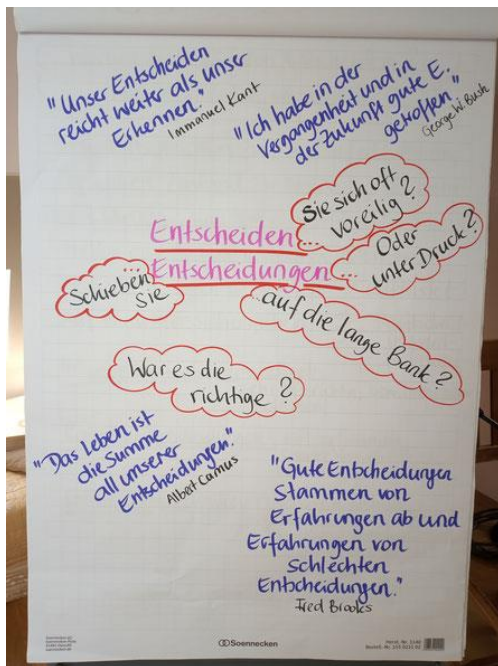 "Unser Entscheiden
reicht weiter als unser
Erkennen."
Immanuel Kant
"Ich habe in der
Vergangenheit und in
der Zukunft gute E.
getroffen."
George W. Bush
Entscheiden...
Sie sich oft
voreilig?
Oder
unter Druck?
Schieben
Sie
...Entscheidungen...
...auf die lange Bank?
War es die
richtige?
"Das Leben ist
die Summe
all unserer
Entscheidungen."
Albert Camus
"Gute Entscheidungen
stammen von
Erfahrungen ab und
Erfahrungen von
schlechten
Entscheidungen."
Fred Brooks
Soennecken